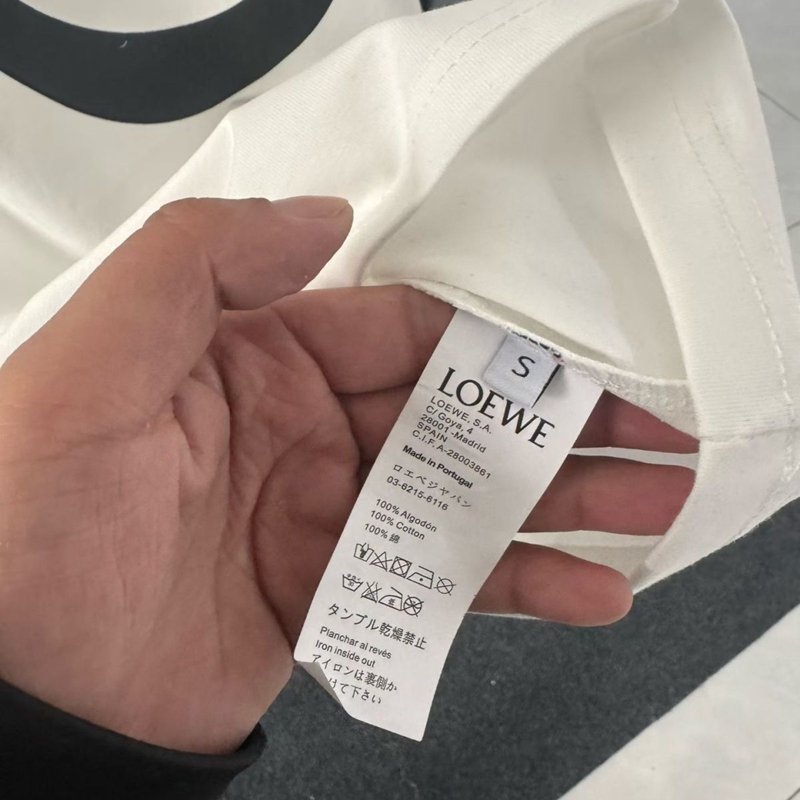 S
LOEWE
LOEWE, S.A.
C/ Goya, 4
28001 -Madrid
SPAIN
C.I.F. A-28003861
Made in Portugal
ロエベジャパン
03-6215-6116
100% Algodón
100% Cotton
100% 綿
タンブル乾燥禁止
Planchar al revés
Iron inside out
アイロンは裏側か
けて下さい